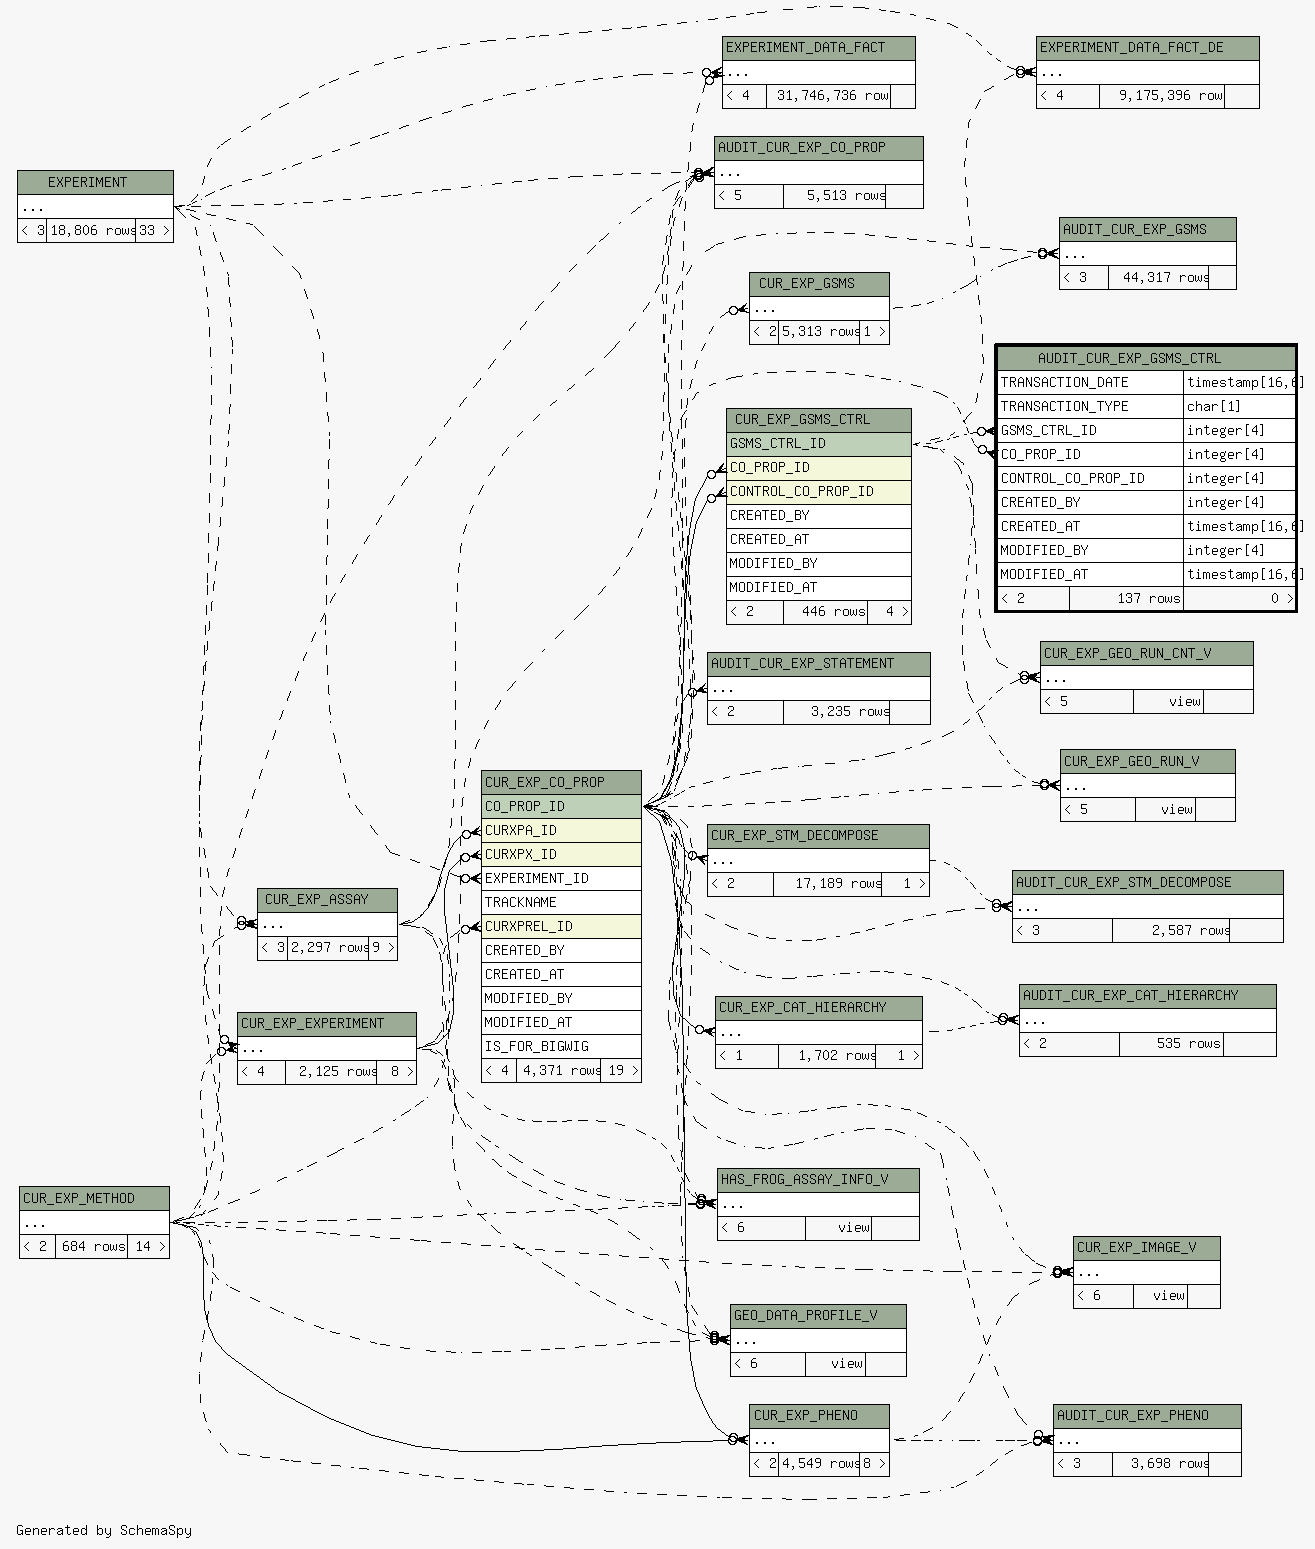 EXPERIMENT_DATA_FACT
...
< 4 31,746,736 row
EXPERIMENT_DATA_FACT_DE
...
< 4 9,175,396 row
AUDIT_CUR_EXP_CO_PROP
...
< 5 5,513 rows
EXPERIMENT
...
< 3 18,806 rows 33 >
AUDIT_CUR_EXP_GSMS
...
< 3 44,317 rows
CUR_EXP_GSMS
...
< 2 5,313 rows 1 >
AUDIT_CUR_EXP_GSMS_CTRL
TRANSACTION_DATE timestamp[16,6]
TRANSACTION_TYPE char[1]
GSMS_CTRL_ID integer[4]
CO_PROP_ID integer[4]
CONTROL_CO_PROP_ID integer[4]
CREATED_BY integer[4]
CREATED_AT timestamp[16,6]
MODIFIED_BY integer[4]
MODIFIED_AT timestamp[16,6]
< 2 137 rows 0 >
CUR_EXP_GSMS_CTRL
GSMS_CTRL_ID
CO_PROP_ID
CONTROL_CO_PROP_ID
CREATED_BY
CREATED_AT
MODIFIED_BY
MODIFIED_AT
< 2 446 rows 4 >
AUDIT_CUR_EXP_STATEMENT
...
< 2 3,235 rows
CUR_EXP_GEO_RUN_CNT_V
...
< 5 view
CUR_EXP_GEO_RUN_V
...
< 5 view
CUR_EXP_CO_PROP
CO_PROP_ID
CURXPA_ID
CURXPX_ID
EXPERIMENT_ID
TRACKNAME
CURXPREL_ID
CREATED_BY
CREATED_AT
MODIFIED_BY
MODIFIED_AT
IS_FOR_BIGWIG
< 4 4,371 rows 19 >
CUR_EXP_STM_DECOMPOSE
...
< 2 17,189 rows 1 >
AUDIT_CUR_EXP_STM_DECOMPOSE
...
< 3 2,587 rows
CUR_EXP_ASSAY
...
< 3 2,297 rows 9 >
CUR_EXP_CAT_HIERARCHY
...
< 1 1,702 rows 1 >
AUDIT_CUR_EXP_CAT_HIERARCHY
...
< 2 535 rows
CUR_EXP_EXPERIMENT
...
< 4 2,125 rows 8 >
HAS_FROG_ASSAY_INFO_V
...
< 6 view
CUR_EXP_METHOD
...
< 2 684 rows 14 >
CUR_EXP_IMAGE_V
...
< 6 view
GEO_DATA_PROFILE_V
...
< 6 view
CUR_EXP_PHENO
...
< 2 4,549 rows 8 >
AUDIT_CUR_EXP_PHENO
...
< 3 3,698 rows
Generated by SchemaSpy